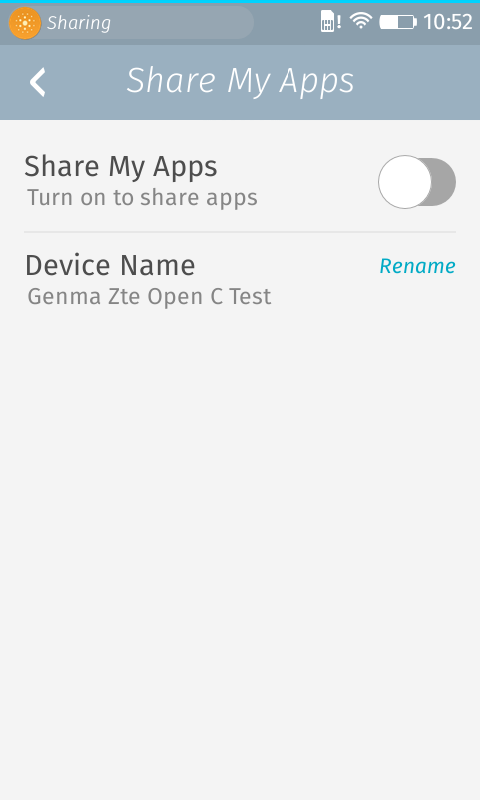 Sharing
! 10:52
Share My Apps
Share My Apps
Turn on to share apps
Device Name
Rename
Genma Zte Open C Test